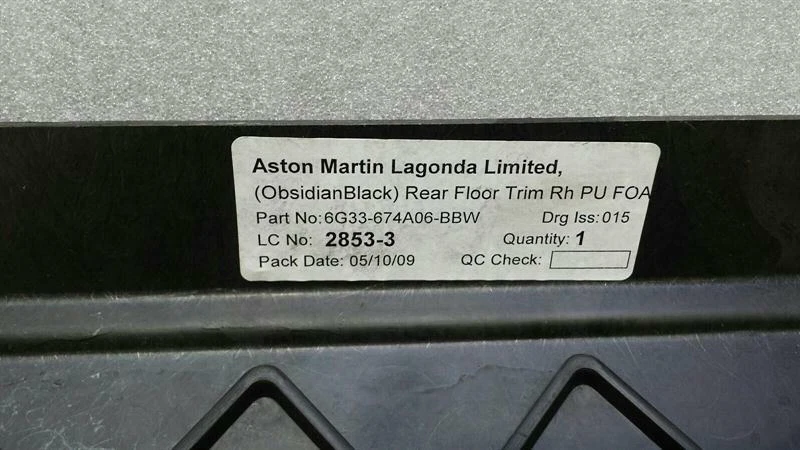 Aston Martin Lagonda Limited,
(ObsidianBlack) Rear Floor Trim Rh PU FOA
Part No:6G33-674A06-BBW Drg Iss:015
LC No: 2853-3 Quantity: 1
Pack Date: 05/10/09 QC Check: